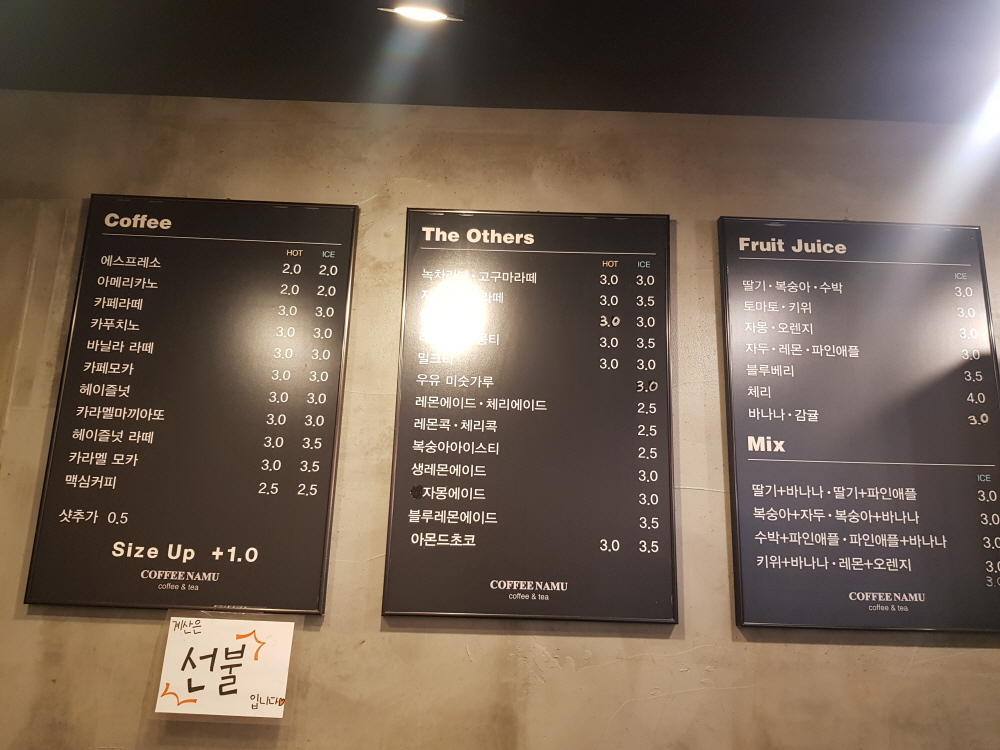 Coffee
HOT ICE
에스프레소 2.0 2.0
아메리카노 2.0 2.0
카페라떼 3.0 3.0
카푸치노 3.0 3.0
바닐라 라떼 3.0 3.0
카페모카 3.0 3.0
헤이즐넛 3.0 3.0
카라멜마끼아또 3.0 3.0
헤이즐넛 라떼 3.0 3.5
카라멜 모카 3.0 3.5
맥심커피 2.5 2.5
샷추가 0.5
Size Up +1.0
COFFEE NAMU
coffee & tea
계산은
선불
입니다
The Others
HOT ICE
녹차라떼·고구마라떼 3.0 3.0
라떼 3.0 3.5
3.0 3.0
3.0 3.5
3.0 3.0
우유 미숫가루 3.0
레몬에이드·체리에이드 2.5
레몬콕·체리콕 2.5
복숭아아이스티 2.5
생레몬에이드 3.0
자몽에이드 3.0
블루레몬에이드 3.5
아몬드초코 3.0 3.5
COFFEE NAMU
coffee & tea
Fruit Juice
ICE
딸기·복숭아·수박 3.0
토마토·키위 3.0
자몽·오렌지 3.0
자두·레몬·파인애플 3.0
블루베리 3.5
체리 4.0
바나나·감귤 3.0
Mix
ICE
딸기+바나나·딸기+파인애플 3.0
복숭아+자두·복숭아+바나나 3.0
수박+파인애플·파인애플+바나나 3.0
키위+바나나·레몬+오렌지 3.0
COFFEE NAMU
coffee & tea